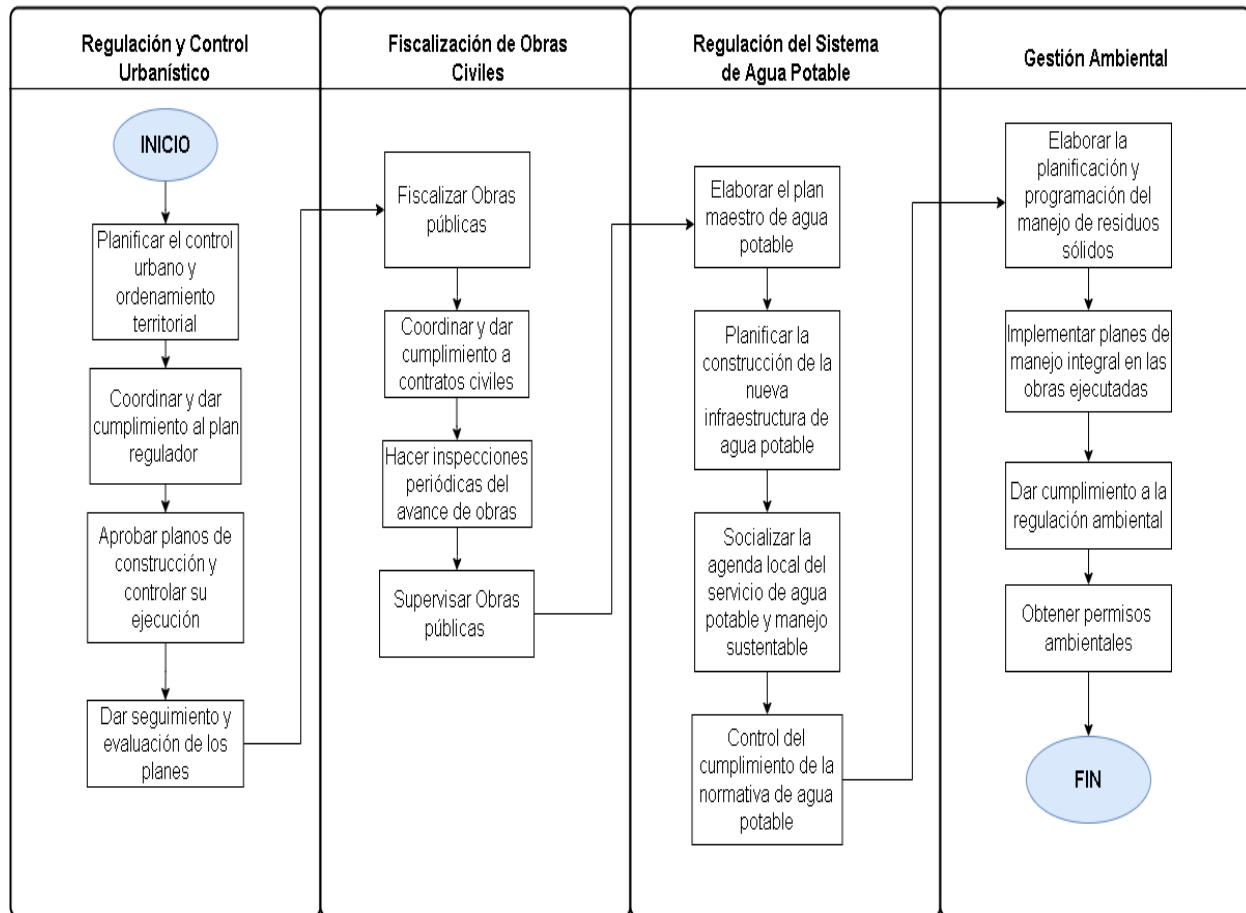 Regulación y Control
Urbanístico
INICIO
Planificar el control
urbano y
ordenamiento
territorial
Coordinar y dar
cumplimiento al plan
regulador
Aprobar planos de
construcción y
controlar su
ejecución
Dar seguimiento y
evaluación de los
planes
Fiscalización de Obras
Civiles
Fiscalizar Obras
públicas
Coordinar y dar
cumplimiento a
contratos civiles
Hacer inspecciones
periódicas del
avance de obras
Supervisar Obras
públicas
Regulación del Sistema
de Agua Potable
Elaborar el plan
maestro de agua
potable
Planificar la
construcción de la
nueva
infraestructura de
agua potable
Socializar la
agenda local del
servicio de agua
potable y manejo
sustentable
Control del
cumplimiento de la
normativa de agua
potable
Gestión Ambiental
Elaborar la
planificación y
programación del
manejo de residuos
sólidos
Implementar planes de
manejo integral en las
obras ejecutadas
Dar cumplimiento a la
regulación ambiental
Obtener permisos
ambientales
FIN